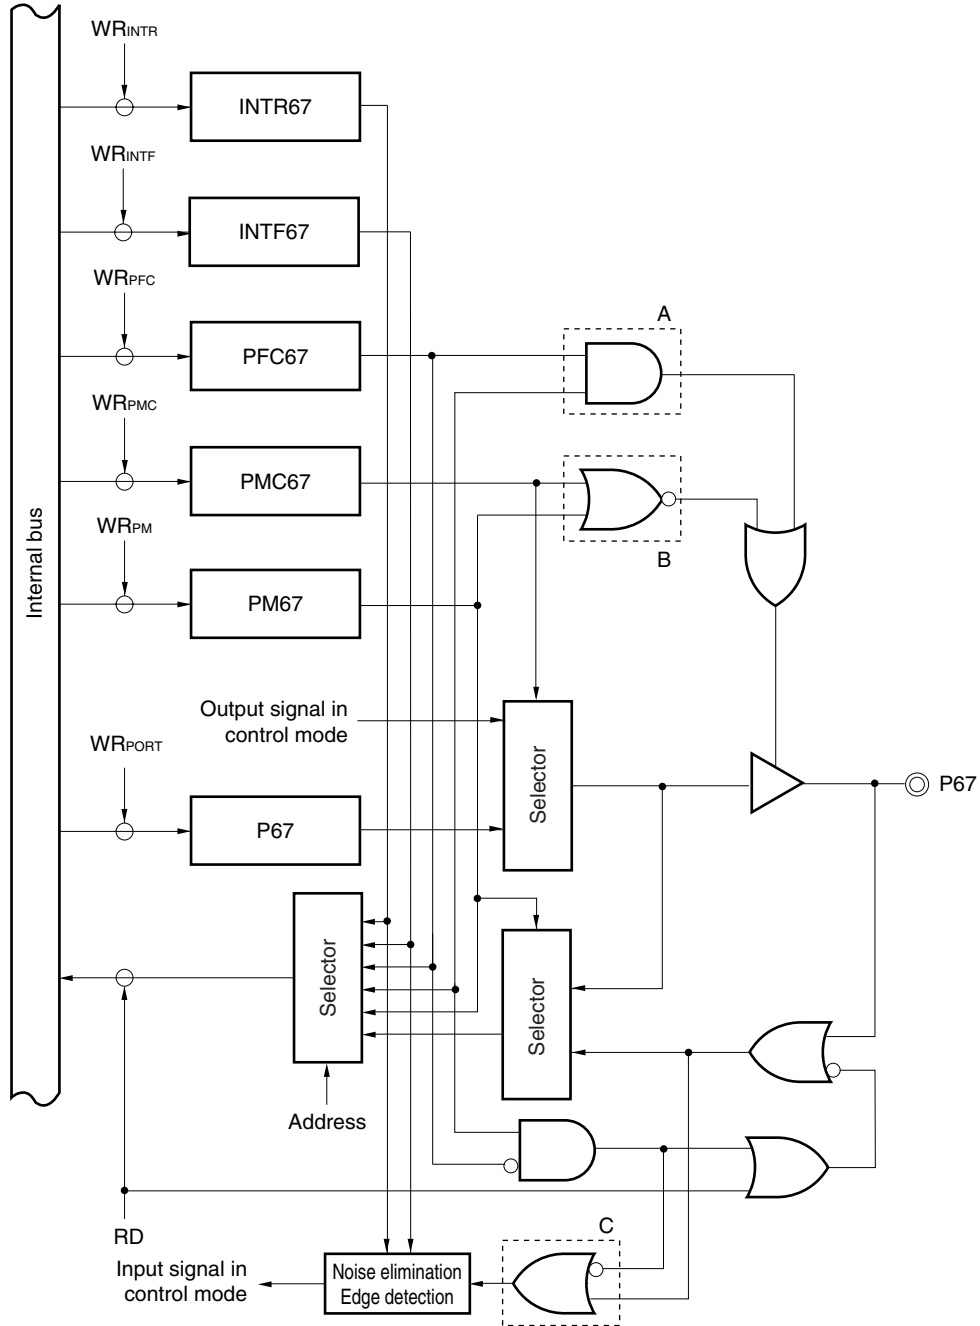 WRINTR
INTR67
WRINTF
INTF67
WRPFC
PFC67
A
WRPMC
PMC67
B
WRPM
PM67
Internal bus
Output signal in
control mode
Selector
WRPORT
P67
P67
Selector
Selector
Address
RD
C
Input signal in
control mode
Noise elimination
Edge detection